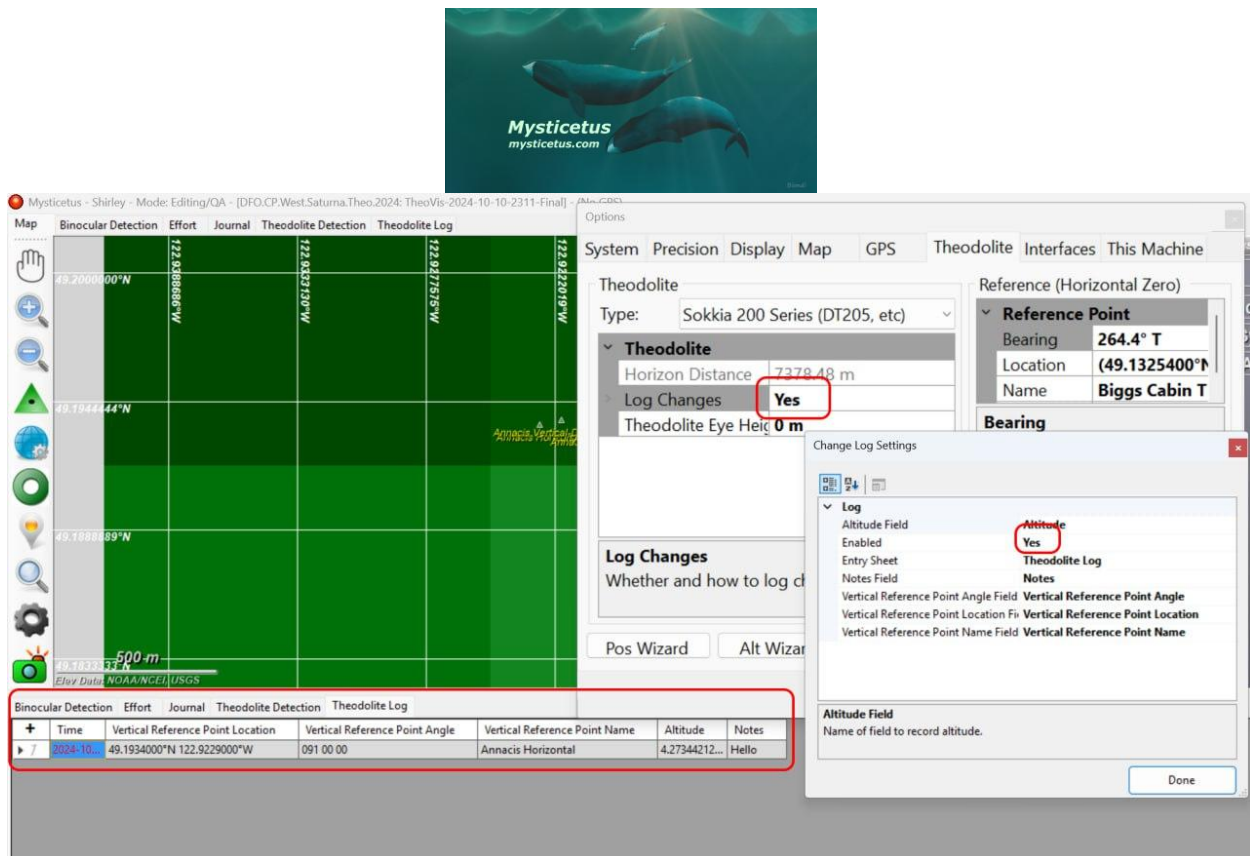 Mysticetus
mysticetus.com
Mysticetus - Shirley - Mode: Editing/QA - [DFO.CP.West.Saturna.Theo.2024: TheoVis-2024-10-10-2311-Final] - (No GPS)
Map Binocular Detection Effort Journal Theodolite Detection Theodolite Log
122.9388686°W
122.9333130°W
122.9277575°W
122.9222019°W
49.2000000°N
49.1944444°N
49.1888889°N
49.1833333°N
500 m
Elev Data: NOAA/NCEI, USGS
Options
System Precision Display Map GPS Theodolite Interfaces This Machine
Theodolite
Type: Sokkia 200 Series (DT205, etc)
Theodolite
Horizon Distance 7378.48 m
Log Changes Yes
Theodolite Eye Heig 0 m
Log Changes
Whether and how to log ch
Pos Wizard Alt Wizar
Reference (Horizontal Zero)
Reference Point
Bearing 264.4° T
Location (49.1325400°N
Name Biggs Cabin T
Bearing
Change Log Settings
Log
Altitude Field Altitude
Enabled Yes
Entry Sheet Theodolite Log
Notes Field Notes
Vertical Reference Point Angle Field Vertical Reference Point Angle
Vertical Reference Point Location Fi Vertical Reference Point Location
Vertical Reference Point Name Field Vertical Reference Point Name
Altitude Field
Name of field to record altitude.
Done
Binocular Detection Effort Journal Theodolite Detection Theodolite Log
+ Time Vertical Reference Point Location Vertical Reference Point Angle Vertical Reference Point Name Altitude Notes
7 2024-10... 49.1934000°N 122.9229000°W 091 00 00 Annacis Horizontal 4.27344212... Hello